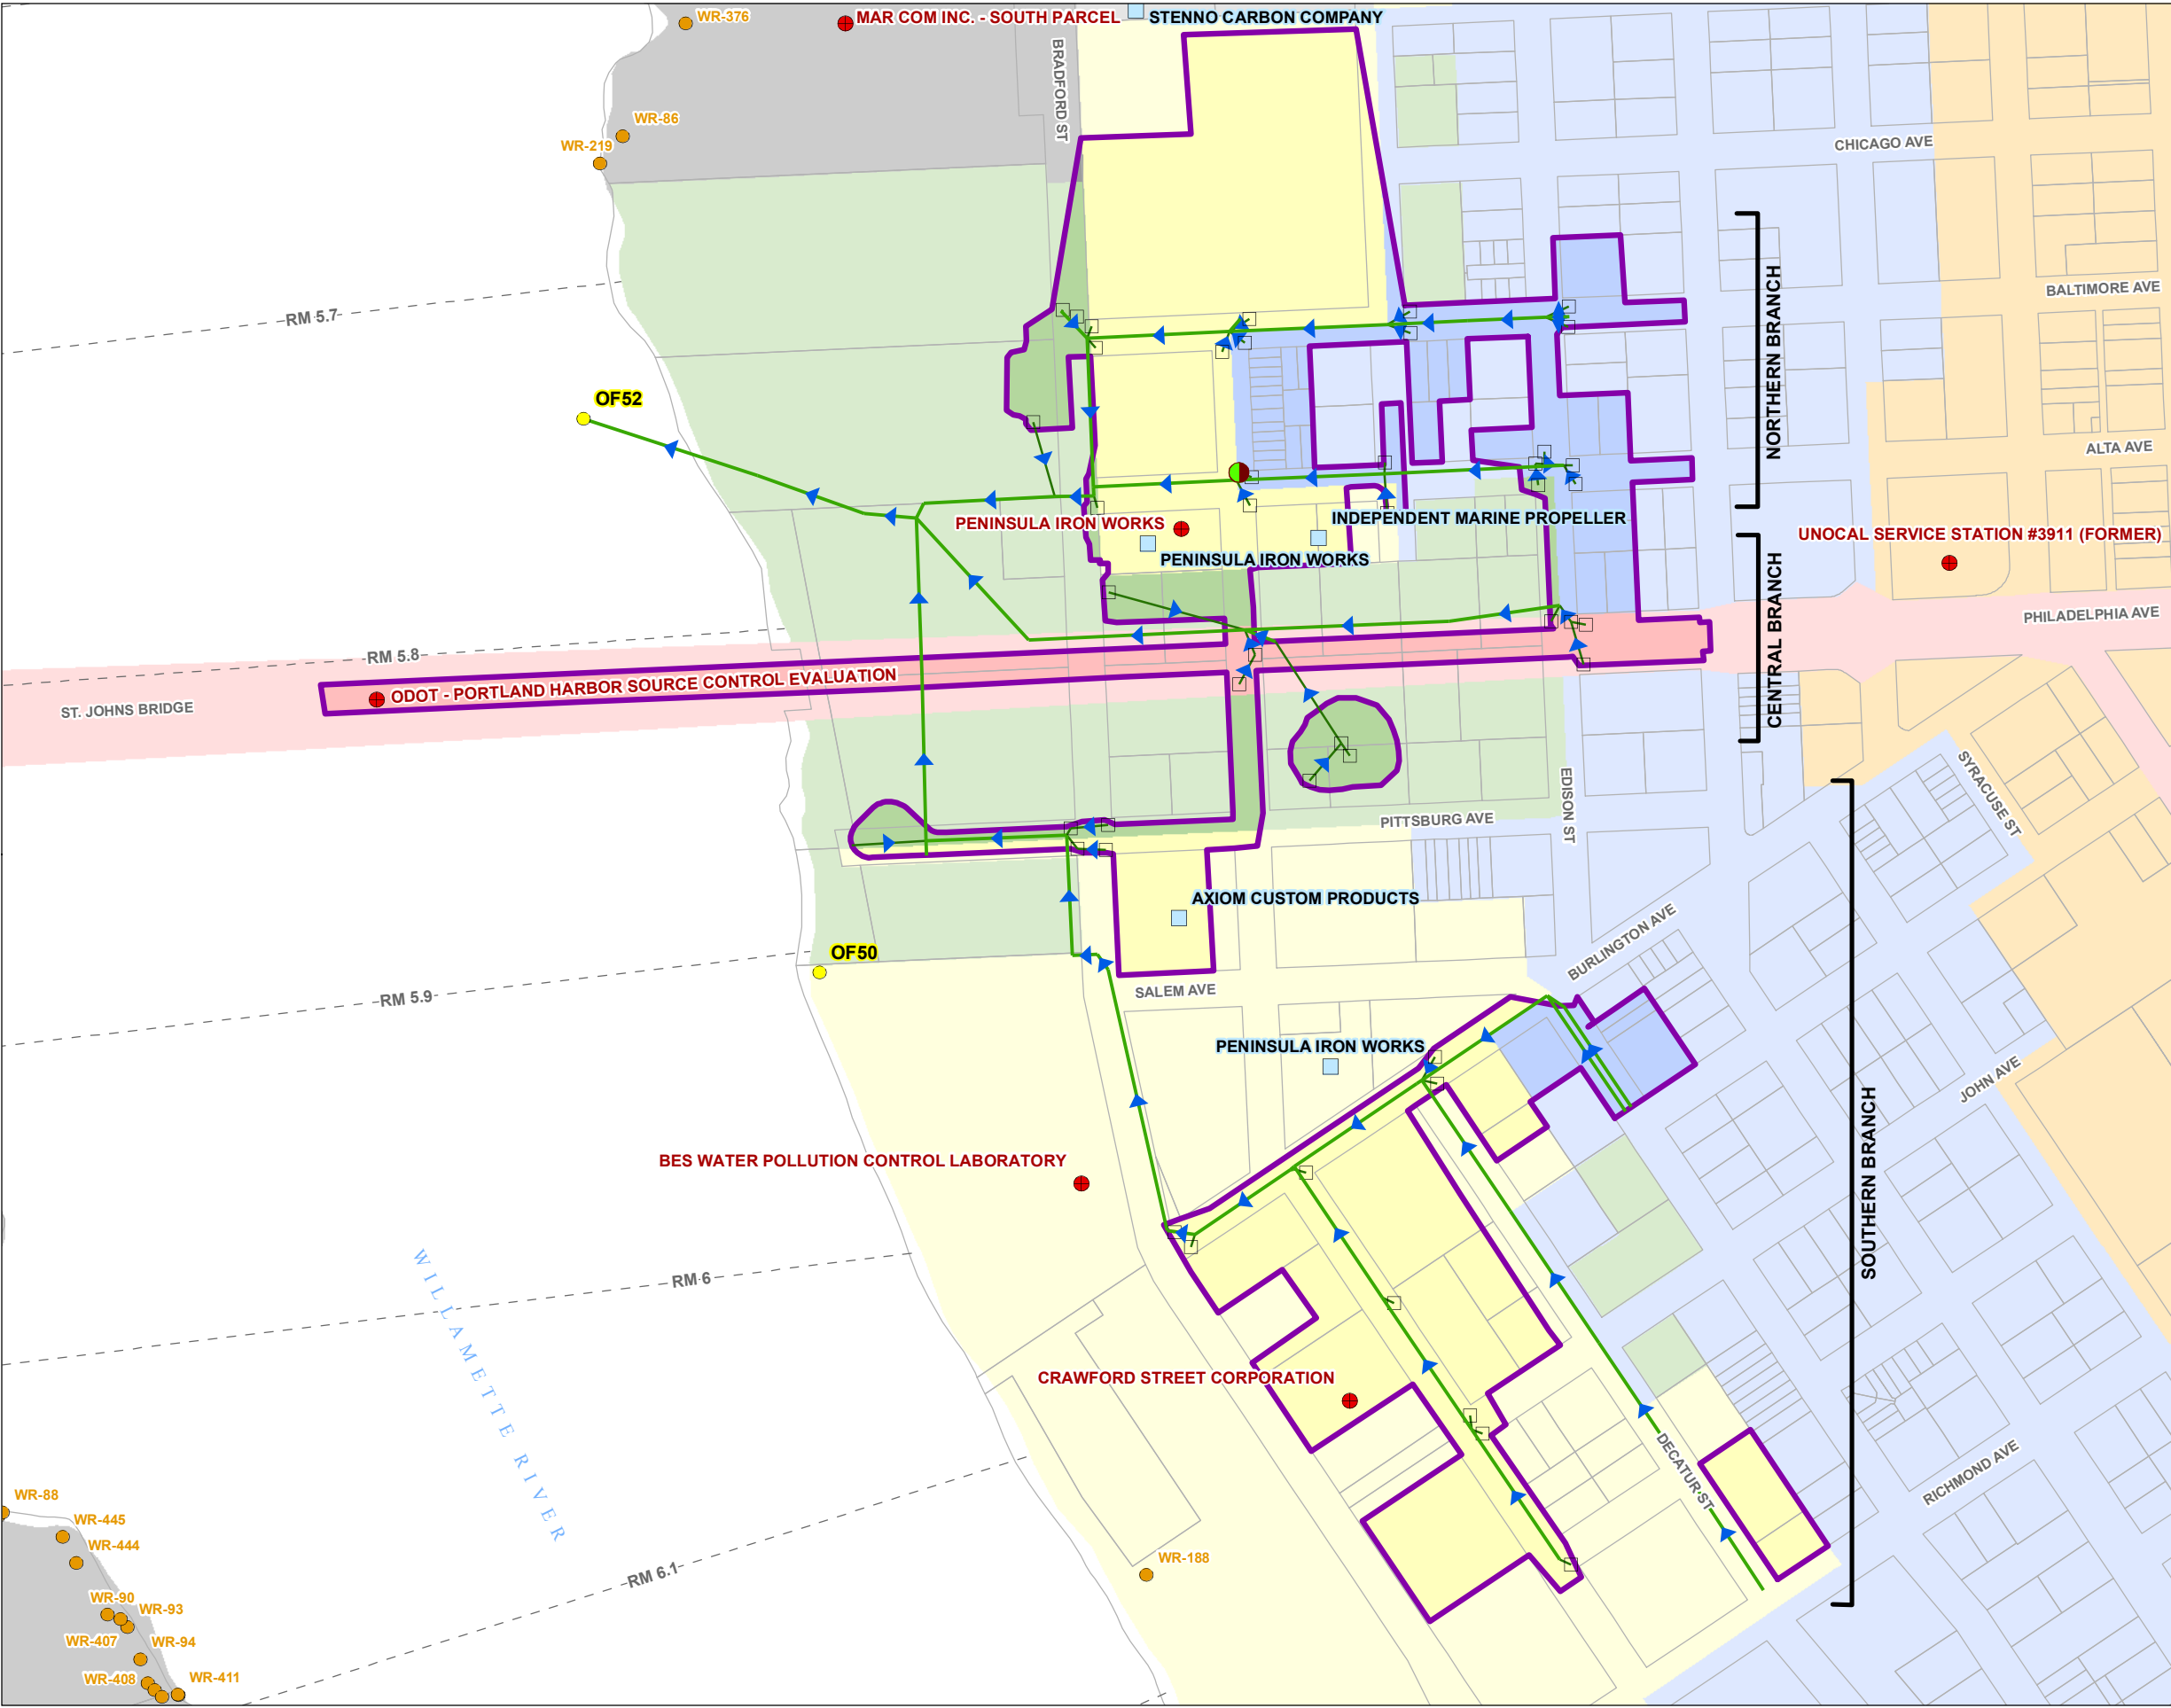 WR-376
MAR COM INC. - SOUTH PARCEL
STENNO CARBON COMPANY
BRADFORD ST
WR-86
WR-219
CHICAGO AVE
NORTHERN BRANCH
BALTIMORE AVE
RM 5.7
OF52
ALTA AVE
PENINSULA IRON WORKS
INDEPENDENT MARINE PROPELLER
UNOCAL SERVICE STATION #3911 (FORMER)
PENINSULA IRON WORKS
CENTRAL BRANCH
PHILADELPHIA AVE
RM 5.8
ODOT - PORTLAND HARBOR SOURCE CONTROL EVALUATION
ST. JOHNS BRIDGE
SYRACUSE ST
EDISON ST
PITTSBURG AVE
AXIOM CUSTOM PRODUCTS
BURLINGTON AVE
OF50
RM 5.9
SALEM AVE
PENINSULA IRON WORKS
JOHN AVE
SOUTHERN BRANCH
BES WATER POLLUTION CONTROL LABORATORY
RM 6
WILLAMETTE RIVER
CRAWFORD STREET CORPORATION
DECATUR ST
RICHMOND AVE
WR-88
WR-445
WR-444
WR-188
RM 6.1
WR-90
WR-93
WR-407
WR-94
WR-408
WR-411